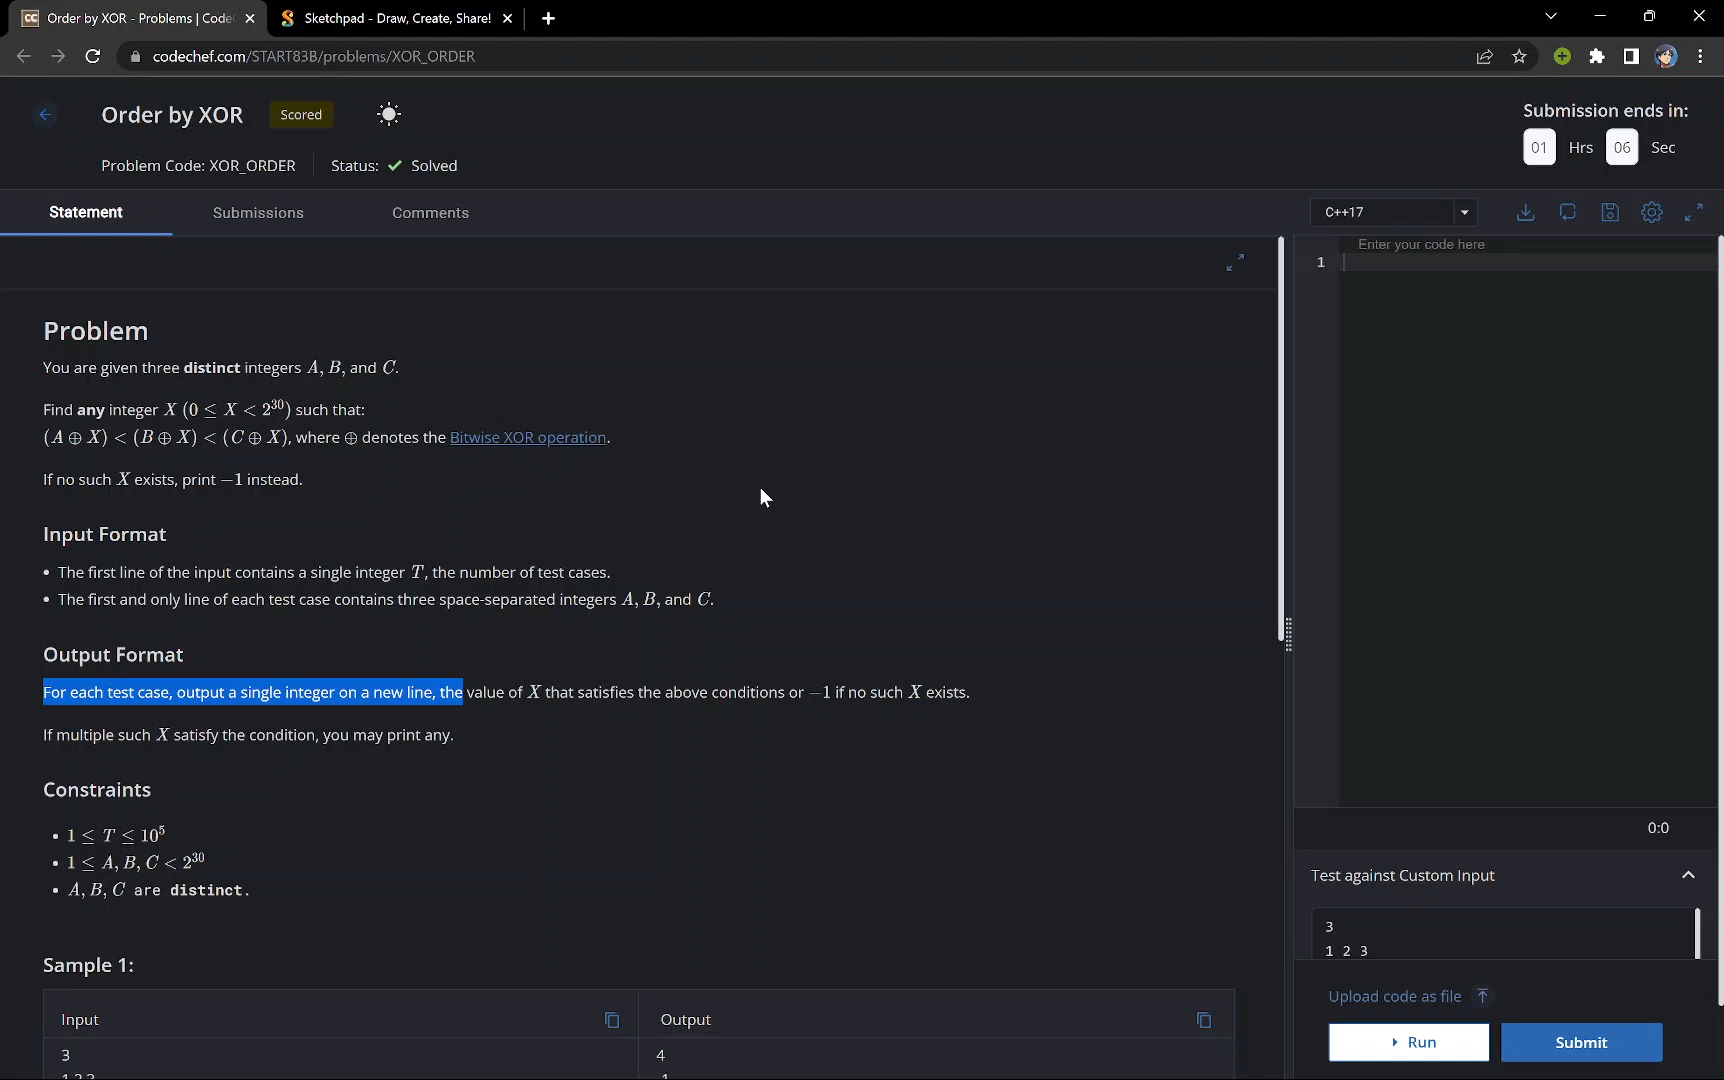 Order by XOR - Problems | Code
Sketchpad - Draw, Create, Share!
codechef.com/START83B/problems/XOR_ORDER
Order by XOR
Scored
Submission ends in:
01 Hrs 06 Sec
Problem Code: XOR_ORDER
Status: ✓ Solved
Statement
Submissions
Comments
C++17
Enter your code here
1
Problem
You are given three distinct integers A, B, and C.
Find any integer X (0 ≤ X < 2^30) such that:
(A ⊕ X) < (B ⊕ X) < (C ⊕ X), where ⊕ denotes the Bitwise XOR operation.
If no such X exists, print −1 instead.
Input Format
• The first line of the input contains a single integer T, the number of test cases.
• The first and only line of each test case contains three space-separated integers A, B, and C.
Output Format
For each test case, output a single integer on a new line, the value of X that satisfies the above conditions or −1 if no such X exists.
If multiple such X satisfy the condition, you may print any.
Constraints
• 1 ≤ T ≤ 10^5
• 1 ≤ A, B, C < 2^30
• A, B, C are distinct.
Sample 1:
Input
Output
3
4
0:0
Test against Custom Input
3
1 2 3
Upload code as file
Run
Submit